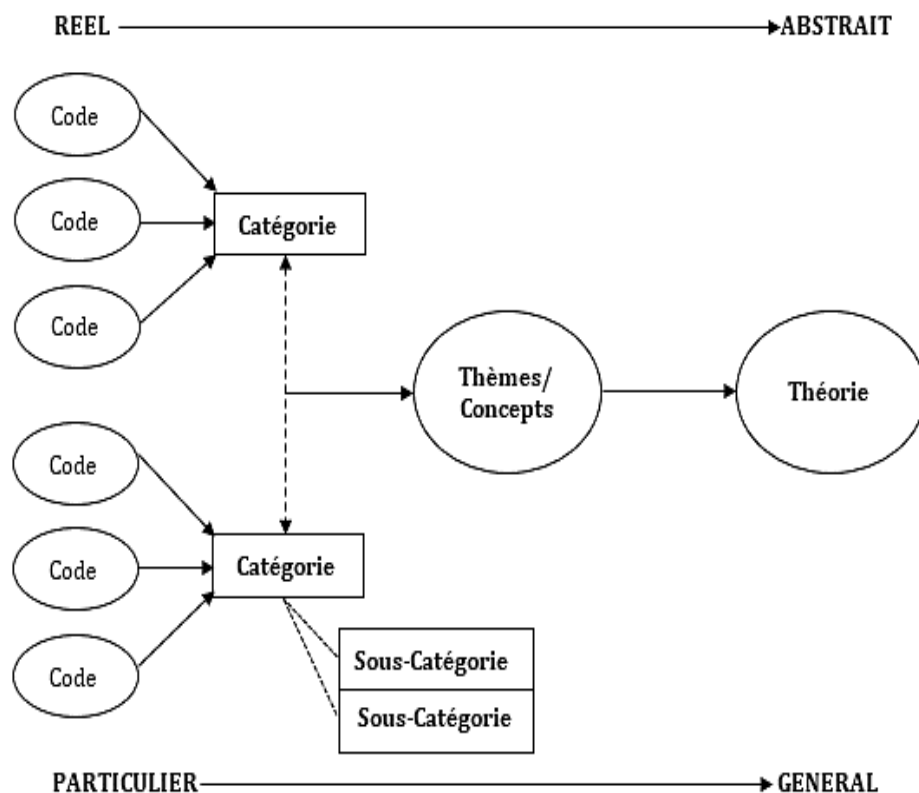 REEL ABSTRAIT
Code
Code
Catégorie
Code
Thèmes/
Concepts
Théorie
Code
Code
Catégorie
Code
Sous-Catégorie
Sous-Catégorie
PARTICULIER GENERAL